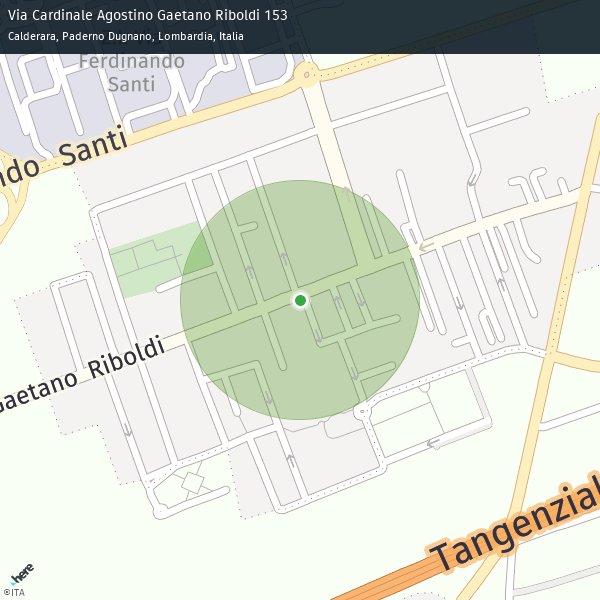 Via Cardinale Agostino Gaetano Riboldi 153
Calderara, Paderno Dugnano, Lombardia, Italia
Ferdinando
Santi
ndo Santi
Gaetano Riboldi
Tangenzial
here
©ITA